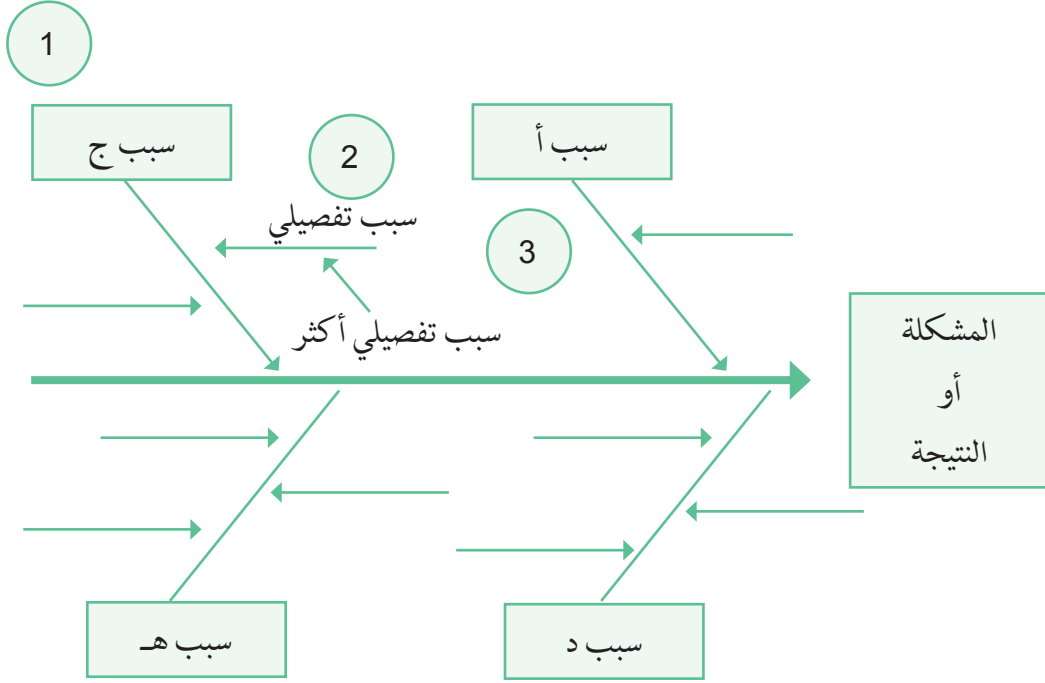 1
سبب أ
سبب ج
2
سبب تفصيلي
3
سبب تفصيلي أكثر
المشكلة
أو
النتيجة
سبب د
سبب هـ